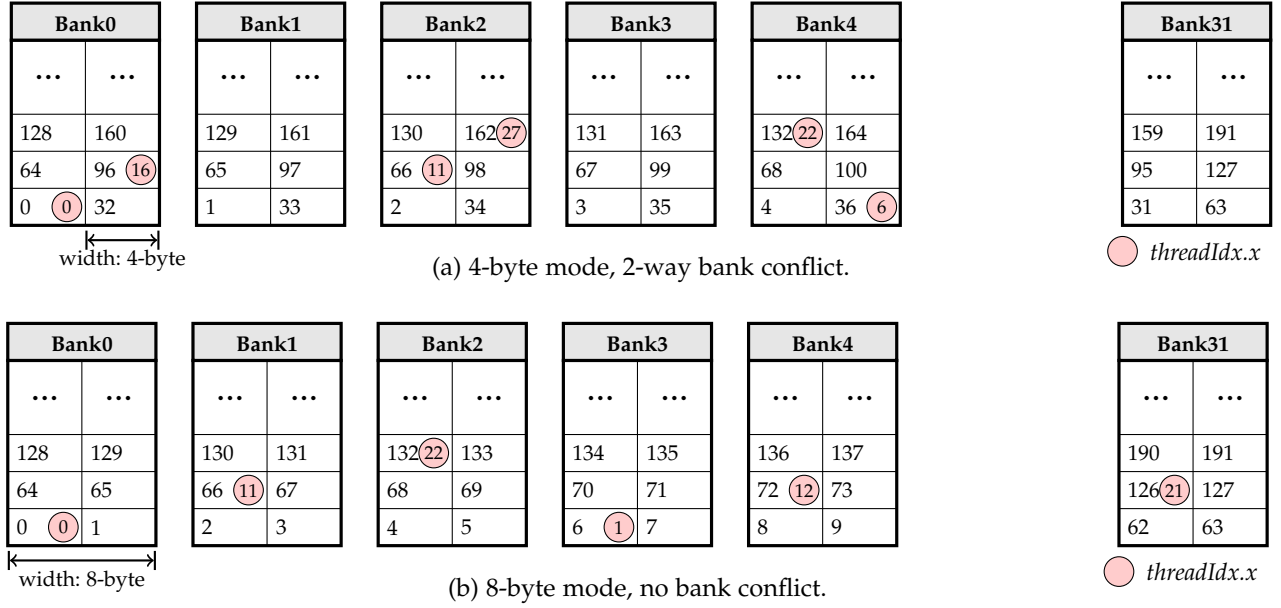 Bank0 Bank1 Bank2 Bank3 Bank4 Bank31
... ... ... ... ... ... ... ... ... ... ... ...
128 160 129 161 130 162 27 131 163 132 22 164 159 191
64 96 16 65 97 66 11 98 67 99 68 100 95 127
0 0 32 1 33 2 34 3 35 4 36 6 31 63
width: 4-byte
(a) 4-byte mode, 2-way bank conflict.
threadIdx.x
Bank0 Bank1 Bank2 Bank3 Bank4 Bank31
... ... ... ... ... ... ... ... ... ... ... ...
128 129 130 131 132 22 133 134 135 136 137 190 191
64 65 66 11 67 68 69 70 71 72 12 73 126 21 127
0 0 1 2 3 4 5 6 1 7 8 9 62 63
width: 8-byte
(b) 8-byte mode, no bank conflict.
threadIdx.x